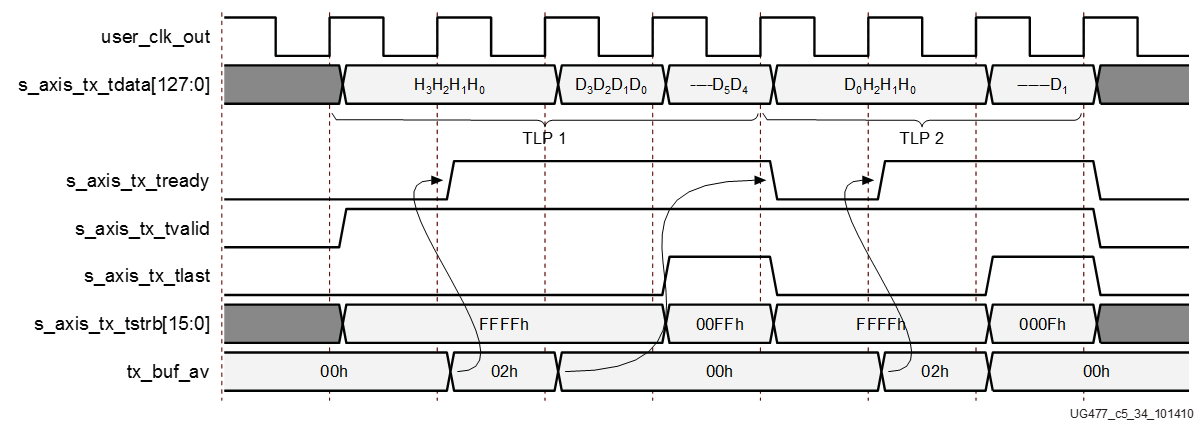 user_clk_out
s_axis_tx_tdata[127:0] H₃H₂H₁H₀ D₃D₂D₁D₀ ----D₅D₄ D₀H₂H₁H₀ ------D₁
TLP 1 TLP 2
s_axis_tx_tready
s_axis_tx_tvalid
s_axis_tx_tlast
s_axis_tx_tstrb[15:0] FFFFh 00FFh FFFFh 000Fh
tx_buf_av 00h 02h 00h 02h 00h
UG477_c5_34_101410